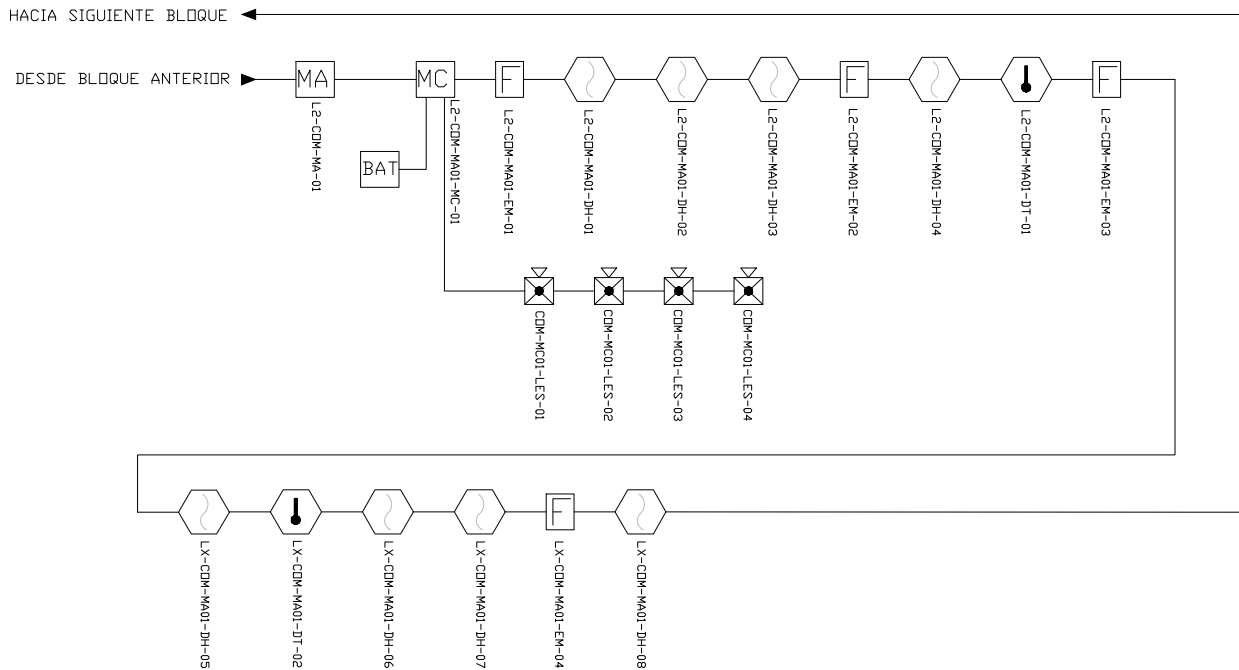 HACIA SIGUIENTE BLOQUE
DESDE BLOQUE ANTERIOR
MA
MC
F
F
F
L2-COM-MA-01
L2-COM-MA01-MC-01
L2-COM-MA01-EM-01
L2-COM-MA01-DH-01
L2-COM-MA01-DH-02
L2-COM-MA01-DH-03
L2-COM-MA01-EM-02
L2-COM-MA01-DH-04
L2-COM-MA01-DT-01
L2-COM-MA01-EM-03
BAT
COM-MC01-LES-01
COM-MC01-LES-02
COM-MC01-LES-03
COM-MC01-LES-04
F
LX-COM-MA01-DH-05
LX-COM-MA01-DT-02
LX-COM-MA01-DH-06
LX-COM-MA01-DH-07
LX-COM-MA01-EM-04
LX-COM-MA01-DH-08